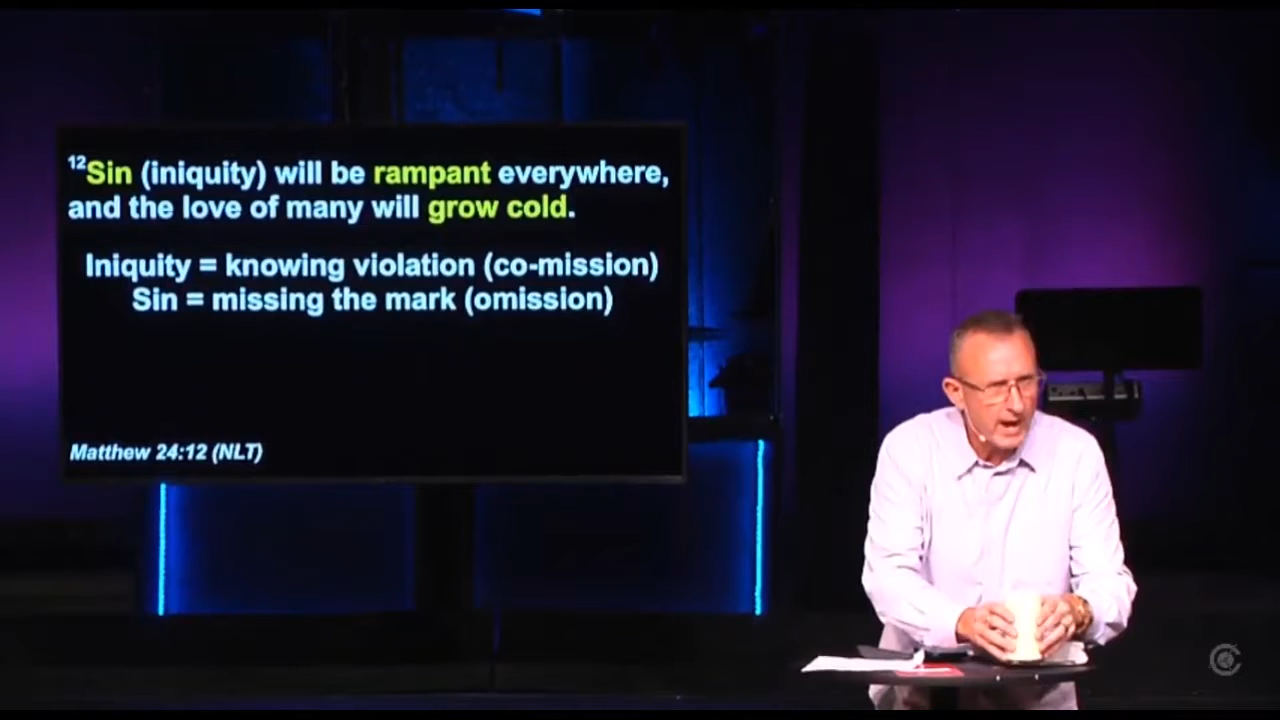 12Sin (iniquity) will be rampant everywhere,
and the love of many will grow cold.
Iniquity = knowing violation (co-mission)
Sin = missing the mark (omission)
Matthew 24:12 (NLT)